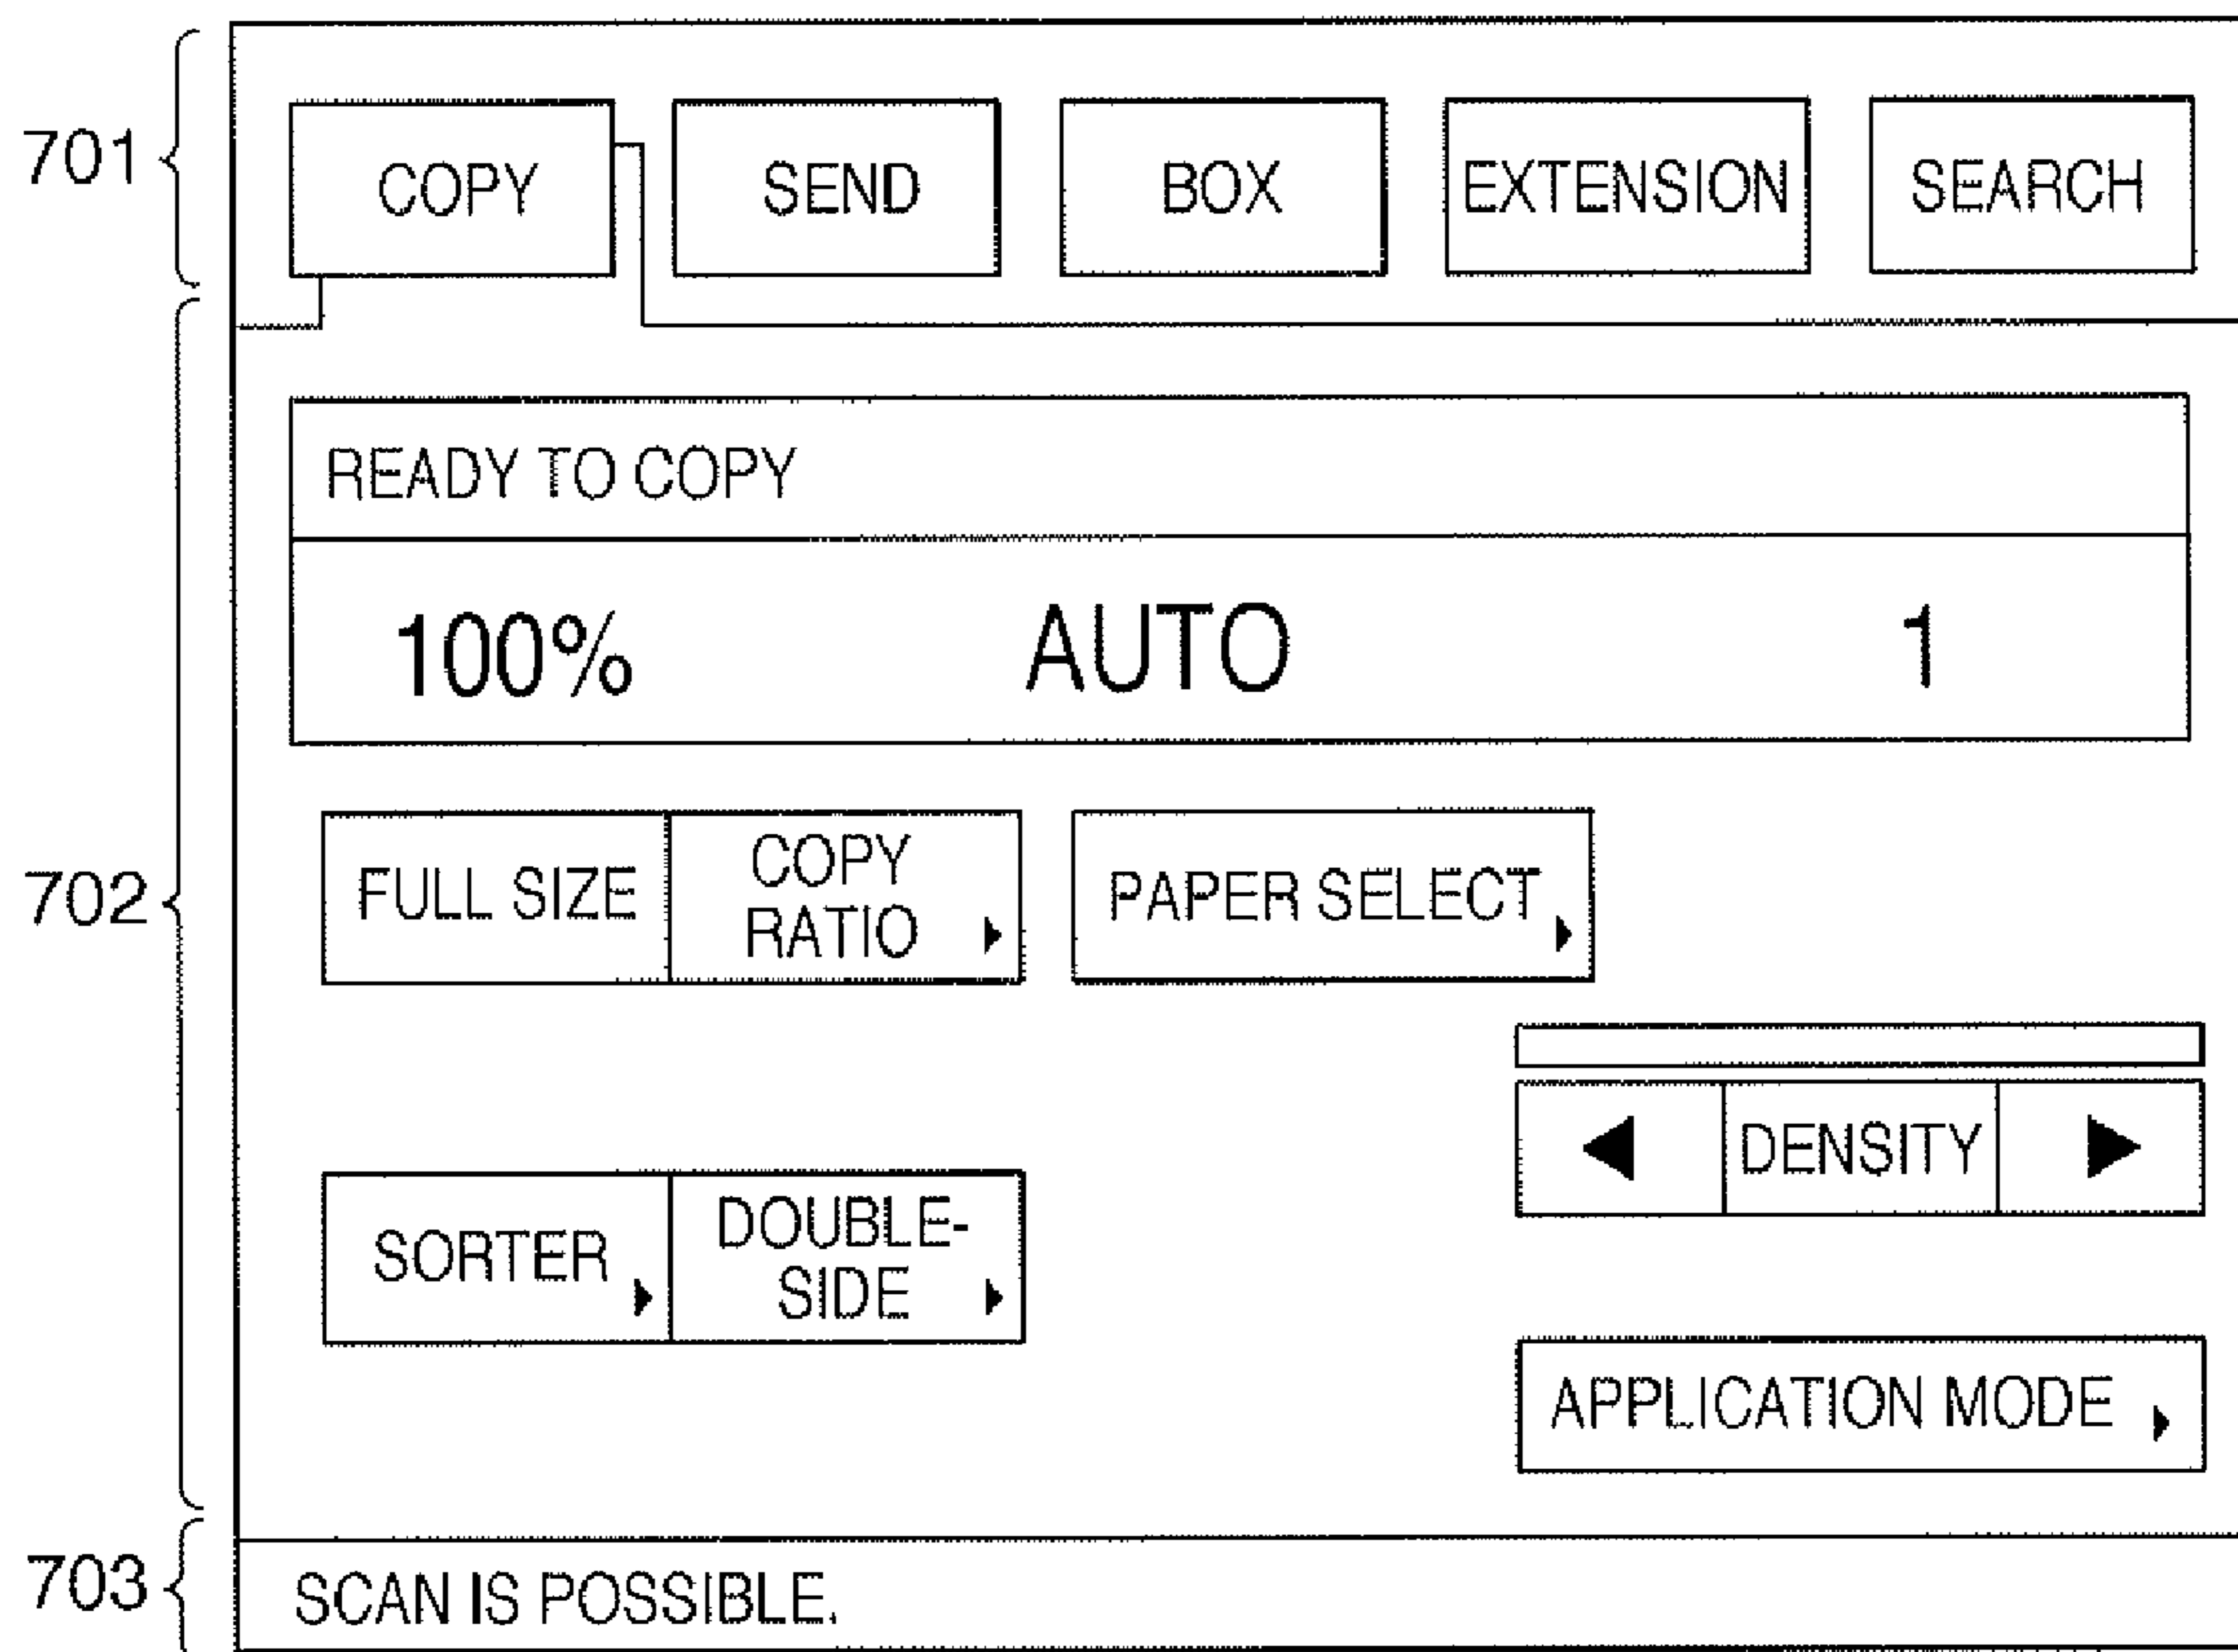 701
COPY SEND BOX EXTENSION SEARCH
READY TO COPY
100% AUTO 1
702
FULL SIZE
COPY
RATIO
PAPER SELECT
DENSITY
SORTER
DOUBLE-
SIDE
APPLICATION MODE
703
SCAN IS POSSIBLE.